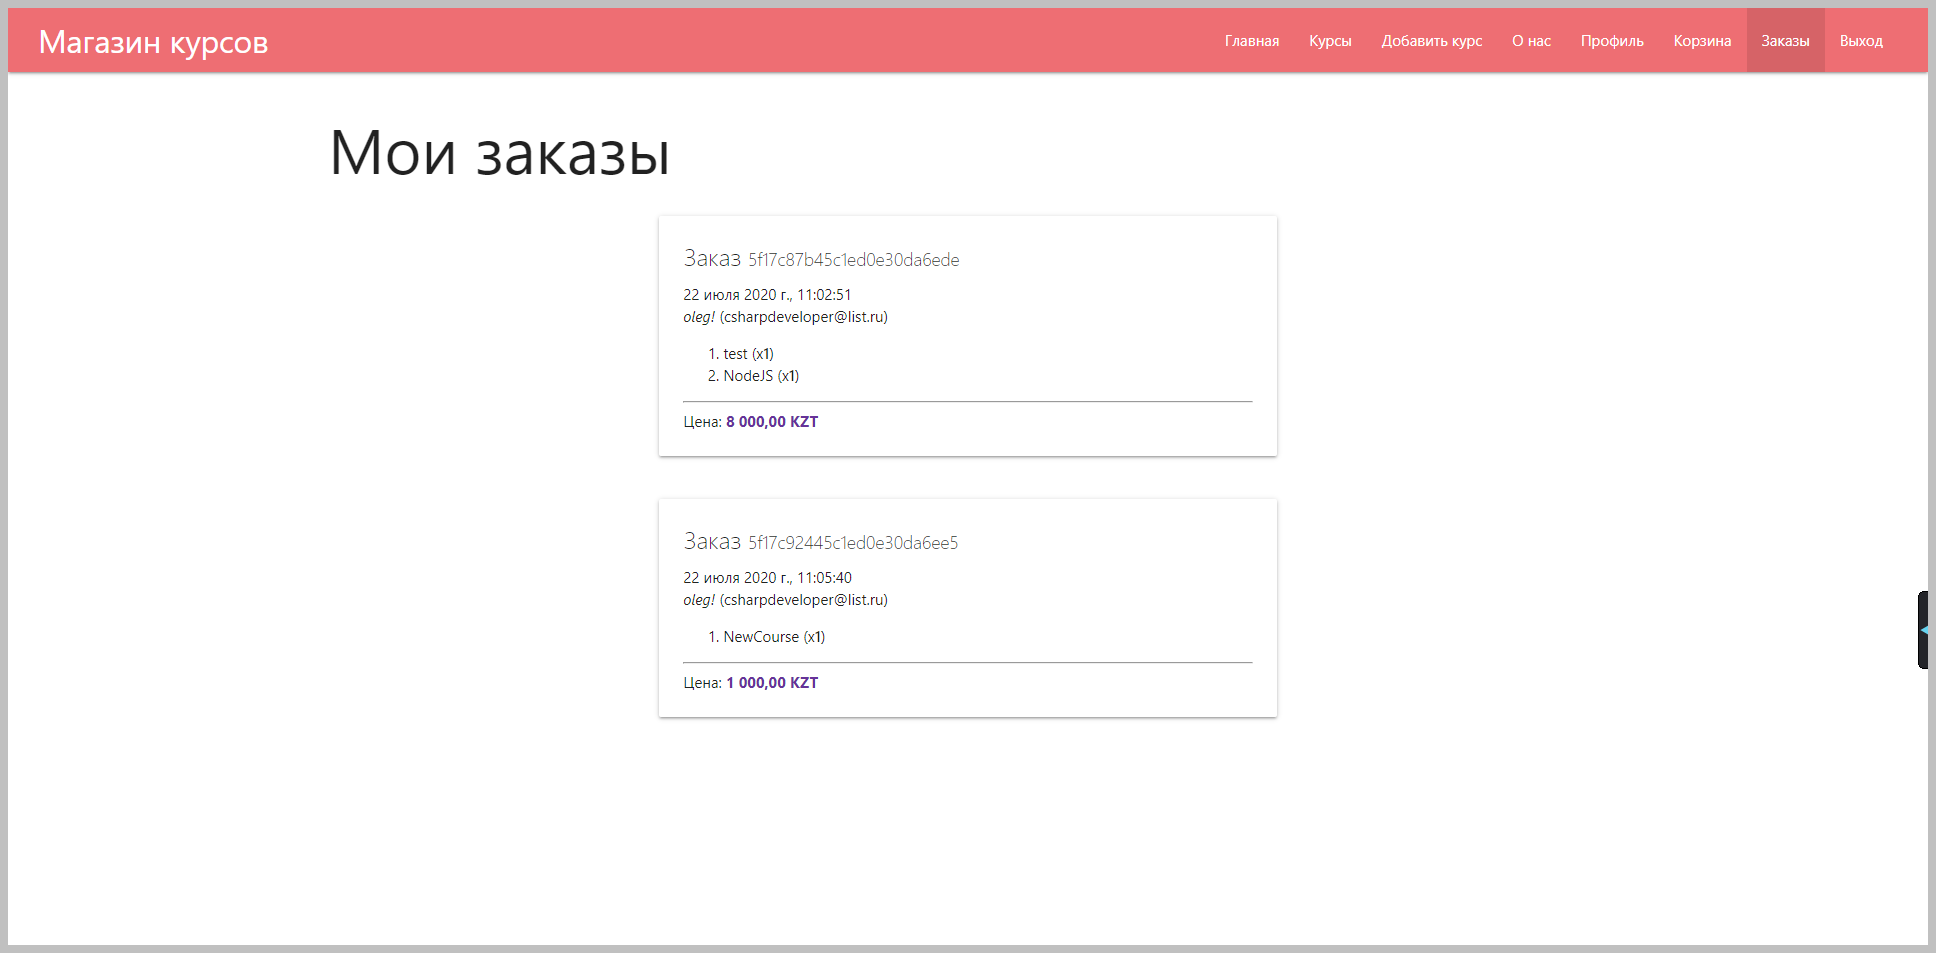 Магазин курсов
Главная Курсы Добавить курс О нас Профиль Корзина Заказы Выход
Мои заказы
Заказ 5f17c87b45c1ed0e30da6ede
22 июля 2020 г., 11:02:51
oleg! (csharpdeveloper@list.ru)
1. test (x1)
2. NodeJS (x1)
Цена: 8 000,00 KZT
Заказ 5f17c92445c1ed0e30da6ee5
22 июля 2020 г., 11:05:40
oleg! (csharpdeveloper@list.ru)
1. NewCourse (x1)
Цена: 1 000,00 KZT